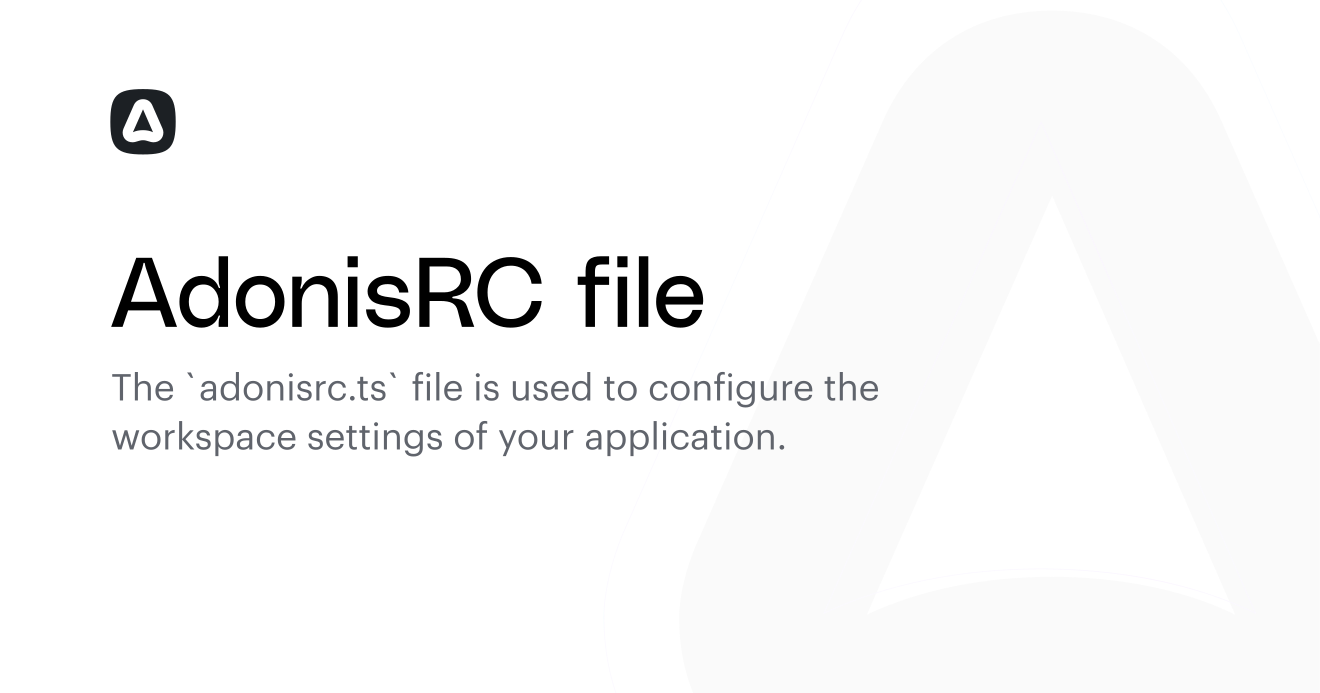 AdonisRC file
The `adonisrc.ts` file is used to configure the
workspace settings of your application.